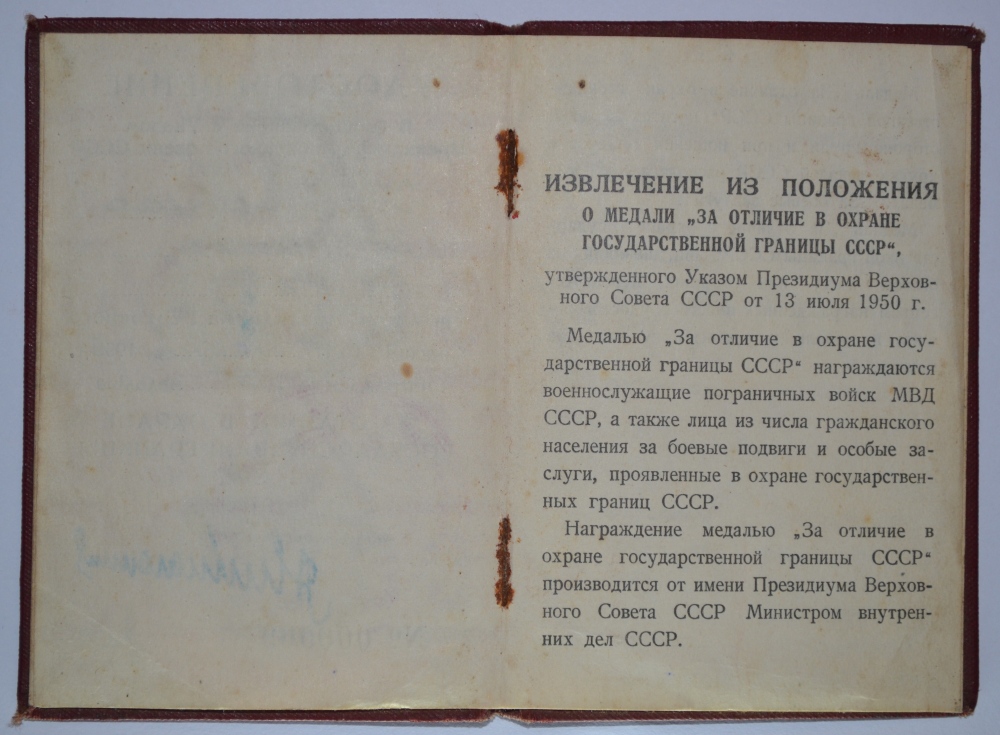 ИЗВЛЕЧЕНИЕ ИЗ ПОЛОЖЕНИЯ
О МЕДАЛИ „ЗА ОТЛИЧИЕ В ОХРАНЕ
ГОСУДАРСТВЕННОЙ ГРАНИЦЫ СССР“,
утвержденного Указом Президиума Верхов-
ного Совета СССР от 13 июля 1950 г.
Медалью „За отличие в охране госу-
дарственной границы СССР“ награждаются
военнослужащие пограничных войск МВД
СССР, а также лица из числа гражданского
населения за боевые подвиги и особые за-
слуги, проявленные в охране государствен-
ных границ СССР.
Награждение медалью „За отличие в
охране государственной границы СССР“
производится от имени Президиума Верхов-
ного Совета СССР Министром внутрен-
них дел СССР.